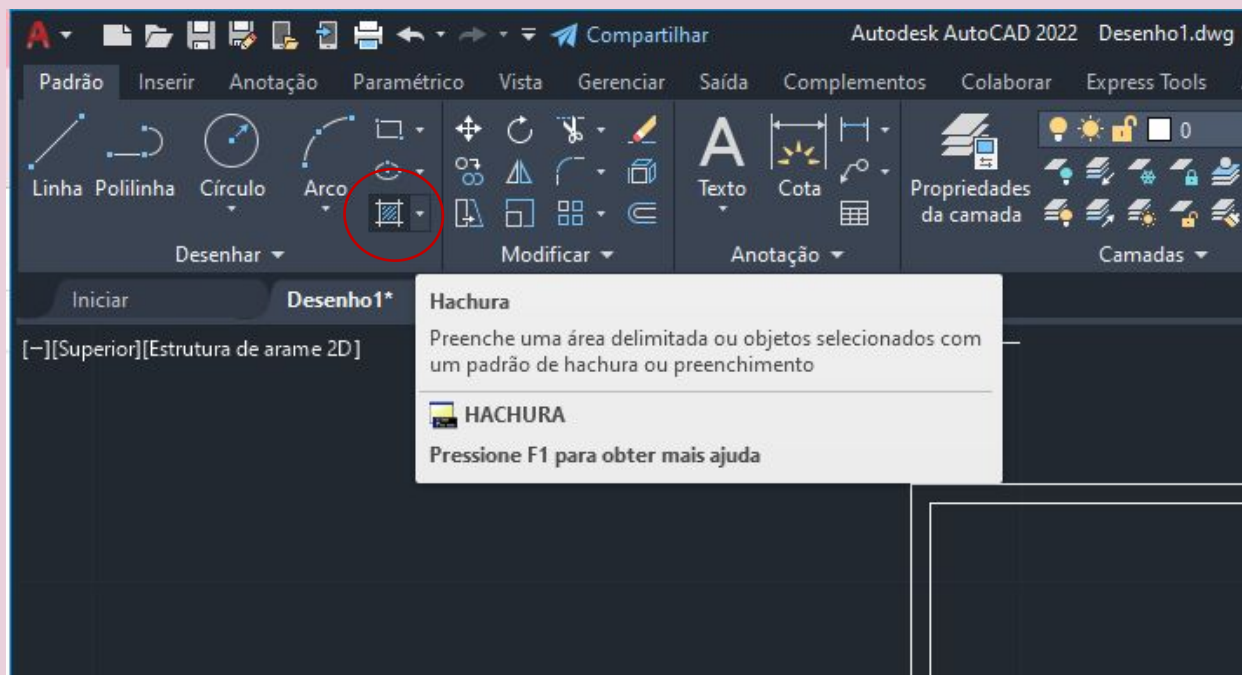 Compartilhar
Autodesk AutoCAD 2022 Desenho1.dwg
Padrão Inserir Anotação Paramétrico Vista Gerenciar Saída Complementos Colaborar Express Tools
Linha Polilinha Círculo Arco
Texto Cota
Propriedades
da camada
0
Desenhar Modificar Anotação Camadas
Iniciar Desenho1*
[−][Superior][Estrutura de arame 2D]
Hachura
Preenche uma área delimitada ou objetos selecionados com
um padrão de hachura ou preenchimento
HACHURA
Pressione F1 para obter mais ajuda